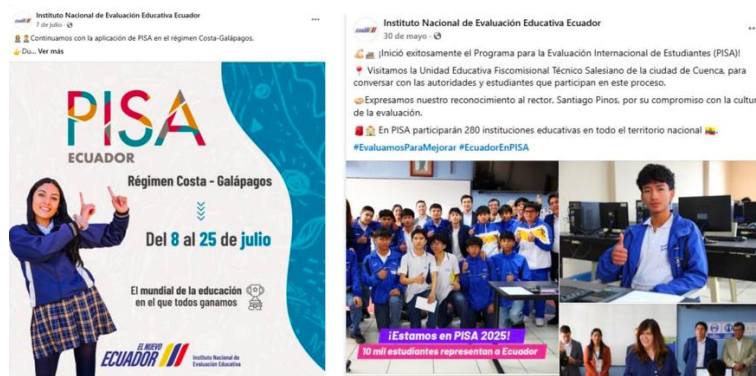 Instituto Nacional de Evaluación Educativa Ecuador
7 de julio ·
Continuamos con la aplicación de PISA en el régimen Costa-Galápagos.
Du... Ver más
PISA
ECUADOR
Régimen Costa - Galápagos
Del 8 al 25 de julio
El mundial de la educación
en el que todos ganamos
EL NUEVO
ECUADOR
Instituto Nacional de
Evaluación Educativa
Instituto Nacional de Evaluación Educativa Ecuador
30 de mayo ·
¡Inició exitosamente el Programa para la Evaluación Internacional de Estudiantes (PISA)!
Visitamos la Unidad Educativa Fiscomisional Técnico Salesiano de la ciudad de Cuenca, para
conversar con las autoridades y estudiantes que participan en este proceso.
Expresamos nuestro reconocimiento al rector, Santiago Pinos, por su compromiso con la cultur
de la evaluación.
En PISA participarán 280 instituciones educativas en todo el territorio nacional
#EvaluamosParaMejorar #EcuadorEnPISA
¡Estamos en PISA 2025!
10 mil estudiantes representan a Ecuador